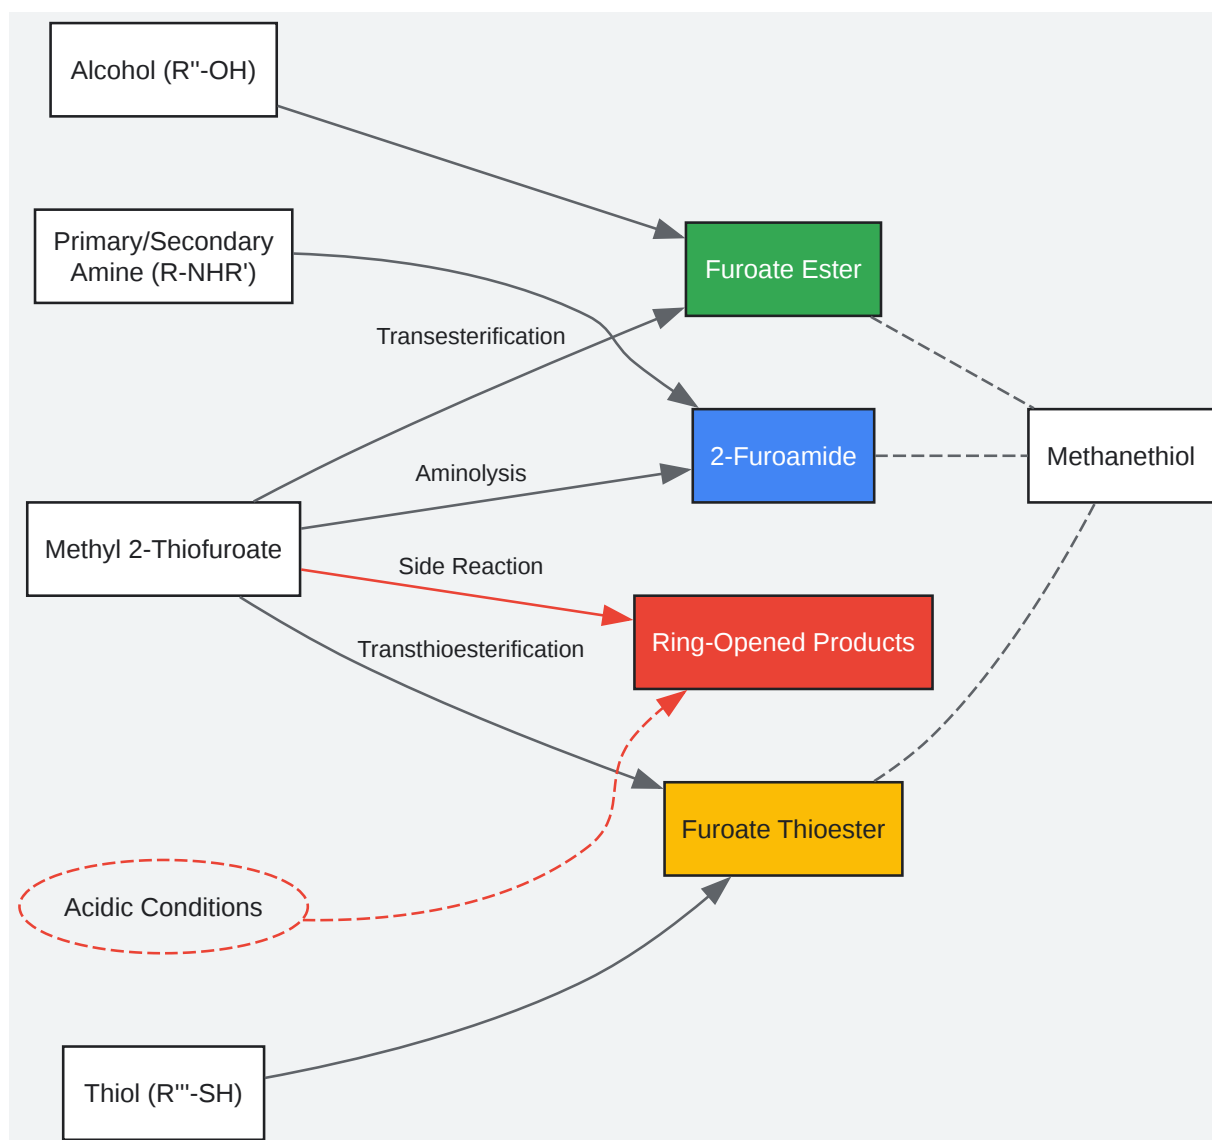 Alcohol (R''-OH)
Primary/Secondary
Amine (R-NHR')
Furoate Ester
Transesterification
2-Furoamide
Methanethiol
Aminolysis
Methyl 2-Thiofuroate
Side Reaction
Ring-Opened Products
Transthioesterification
Furoate Thioester
Acidic Conditions
Thiol (R'''-SH)